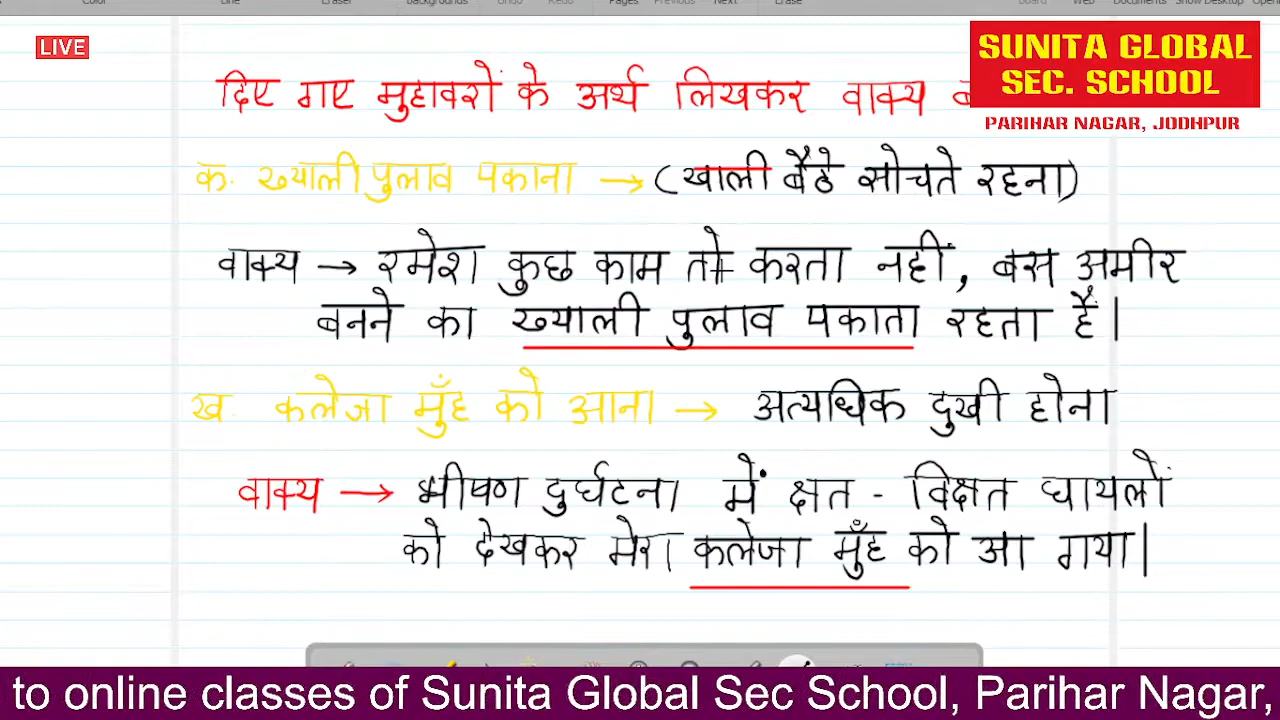 LIVE
SUNITA GLOBAL
SEC. SCHOOL
PARIHAR NAGAR, JODHPUR
दिए गए मुहावरों के अर्थ लिखकर वाक्य
क. ख्याली पुलाव पकाना → (खाली बैठे सोचते रहना)
वाक्य → रमेश कुछ काम तो करता नहीं, बस अमीर
बनने का ख्याली पुलाव पकाता रहता है।
ख. कलेजा मुँह को आना → अत्यधिक दुखी होना
वाक्य → भीषण दुर्घटना में क्षत - विक्षत घायलों
को देखकर मेरा कलेजा मुँह को आ गया।
to online classes of Sunita Global Sec School, Parihar Nagar,